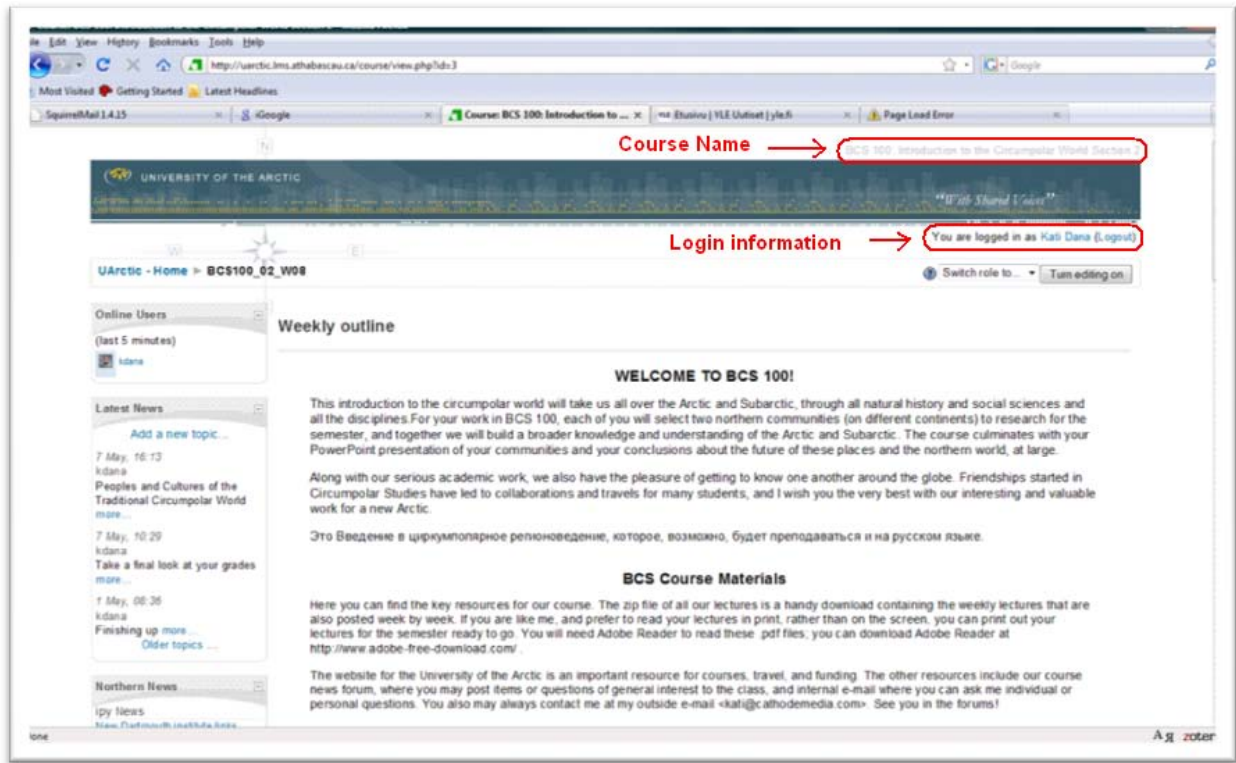 File Edit View History Bookmarks Tools Help
http://uarctic.lms.athabascau.ca/course/view.php?id=3
Google
Most Visited Getting Started Latest Headlines
SquirrelMail 1.4.15
iGoogle
Course: BCS 100: Introduction to ...
Etusivu | YLE Uutiset | yle.fi
Page Load Error
N
Course Name
BCS 100: Introduction to the Circumpolar World Section 2
UNIVERSITY OF THE ARCTIC
"With Shared Voices"
Login information
You are logged in as Kati Dana (Logout)
W E
UArctic - Home ► BCS100_02_W08
Switch role to... Turn editing on
Online Users
(last 5 minutes)
kdana
Latest News
Add a new topic...
7 May, 16:13
kdana
Peoples and Cultures of the
Traditional Circumpolar World
more...
7 May, 10:29
kdana
Take a final look at your grades
more...
1 May, 08:36
kdana
Finishing up more...
Older topics ...
Northern News
ipy News
New Dartmouth institute links
Weekly outline
WELCOME TO BCS 100!
This introduction to the circumpolar world will take us all over the Arctic and Subarctic, through all natural history and social sciences and
all the disciplines.For your work in BCS 100, each of you will select two northern communities (on different continents) to research for the
semester, and together we will build a broader knowledge and understanding of the Arctic and Subarctic. The course culminates with your
PowerPoint presentation of your communities and your conclusions about the future of these places and the northern world, at large.
Along with our serious academic work, we also have the pleasure of getting to know one another around the globe. Friendships started in
Circumpolar Studies have led to collaborations and travels for many students, and I wish you the very best with our interesting and valuable
work for a new Arctic.
Это Введение в циркумполярное регионоведение, которое, возможно, будет преподаваться и на русском языке.
BCS Course Materials
Here you can find the key resources for our course. The zip file of all our lectures is a handy download containing the weekly lectures that are
also posted week by week. If you are like me, and prefer to read your lectures in print, rather than on the screen, you can print out your
lectures for the semester ready to go. You will need Adobe Reader to read these .pdf files; you can download Adobe Reader at
http://www.adobe-free-download.com/ .
The website for the University of the Arctic is an important resource for courses, travel, and funding. The other resources include our course
news forum, where you may post items or questions of general interest to the class, and internal e-mail where you can ask me individual or
personal questions. You also may always contact me at my outside e-mail <kati@cathodemedia.com>. See you in the forums!
one
A я zoter